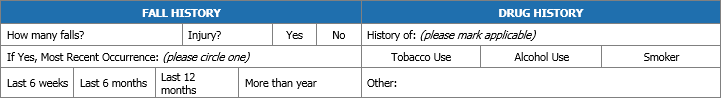 FALL HISTORY DRUG HISTORY
How many falls? Injury? Yes No History of: (please mark applicable)
If Yes, Most Recent Occurrence: (please circle one) Tobacco Use Alcohol Use Smoker
Last 6 weeks Last 6 months Last 12 months More than year Other: